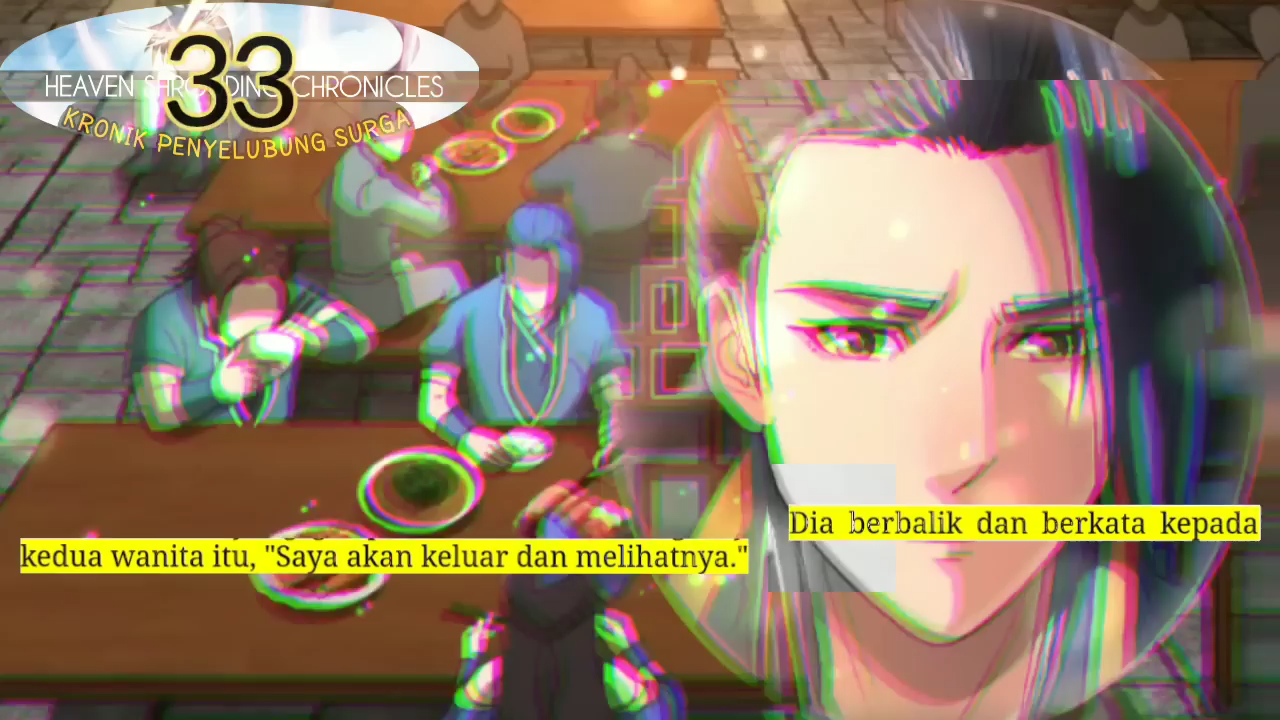 33
HEAVEN SHRODING CHRONICLES
KRONIK PENYELUBUNG SURGA
Dia berbalik dan berkata kepada
kedua wanita itu, "Saya akan keluar dan melihatnya."